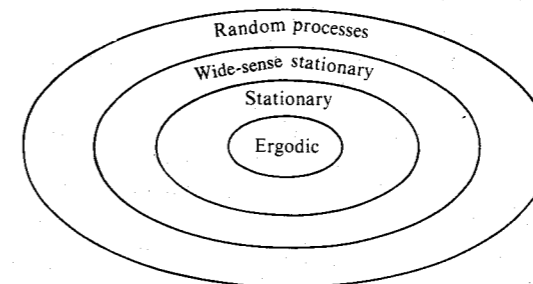 Random processes
Wide-sense stationary
Stationary
Ergodic